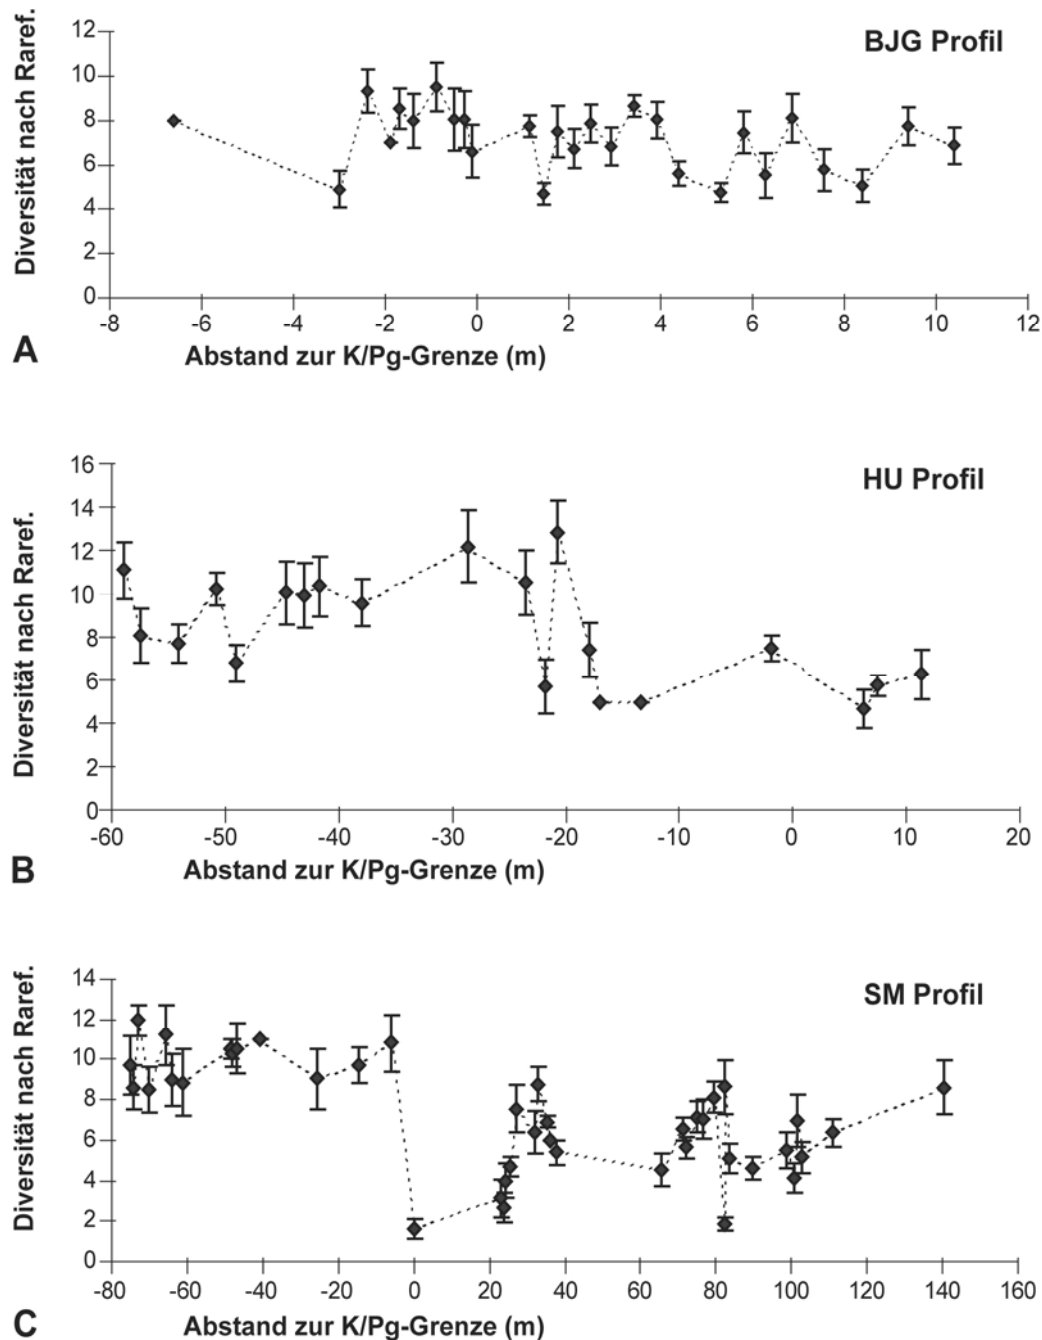 BJG Profil
Diversität nach Raref.
12
10
8
6
4
2
0
-8 -6 -4 -2 0 2 4 6 8 10 12
A
Abstand zur K/Pg-Grenze (m)
HU Profil
Diversität nach Raref.
16
14
12
10
8
6
4
2
0
-60 -50 -40 -30 -20 -10 0 10 20
B
Abstand zur K/Pg-Grenze (m)
SM Profil
Diversität nach Raref.
14
12
10
8
6
4
2
0
-80 -60 -40 -20 0 20 40 60 80 100 120 140 160
C
Abstand zur K/Pg-Grenze (m)